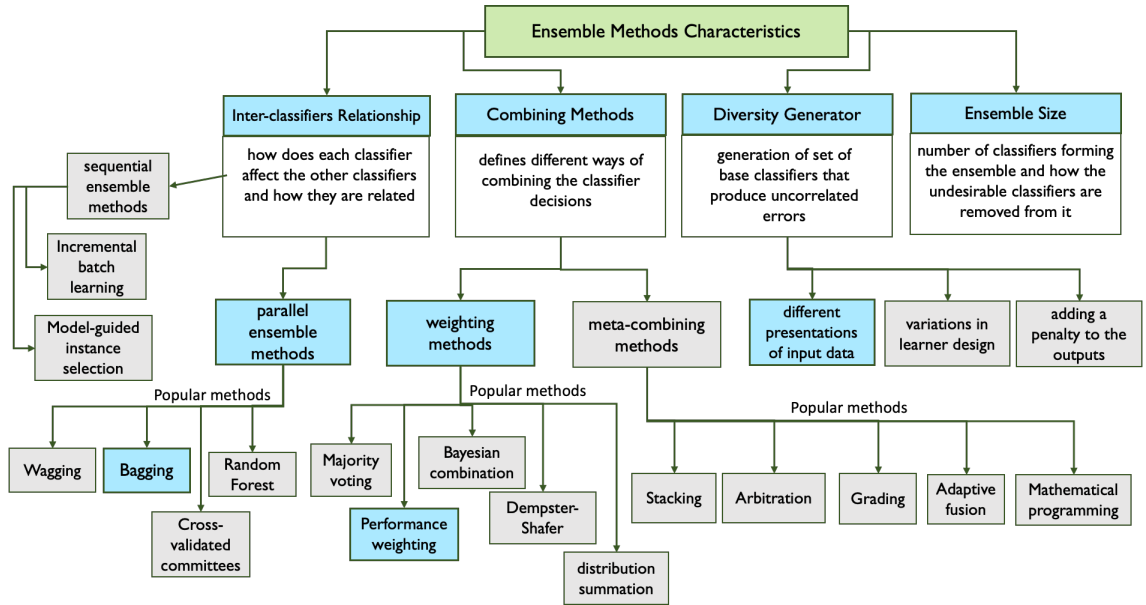 Ensemble Methods Characteristics
Inter-classifiers Relationship
how does each classifier
affect the other classifiers
and how they are related
Combining Methods
defines different ways of
combining the classifier
decisions
Diversity Generator
generation of set of
base classifiers that
produce uncorrelated
errors
Ensemble Size
number of classifiers forming
the ensemble and how the
undesirable classifiers are
removed from it
sequential
ensemble
methods
Incremental
batch
learning
Model-guided
instance
selection
parallel
ensemble
methods
weighting
methods
meta-combining
methods
different
presentations
of input data
variations in
learner design
adding a
penalty to the
outputs
Popular methods
Wagging
Bagging
Cross-
validated
committees
Random
Forest
Popular methods
Majority
voting
Performance
weighting
Bayesian
combination
Dempster-
Shafer
distribution
summation
Popular methods
Stacking
Arbitration
Grading
Adaptive
fusion
Mathematical
programming